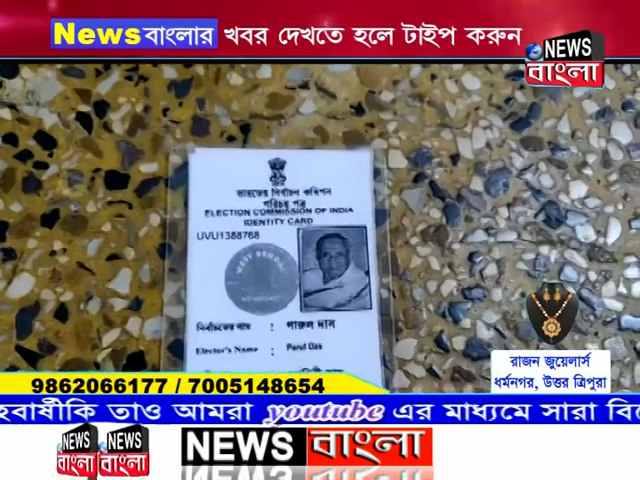 Newsবাংলার খবর দেখতে হলে টাইপ করুন
NEWS
বাংলা
ভারতের নির্বাচন কমিশন
পরিচয় পত্র
ELECTION COMMISSION OF INDIA
IDENTITY CARD
UVU1388768
WEST BENGAL
নির্বাচকের নাম : পারুল দাস
Elector's Name : Parul Das
রাজন জুয়েলার্স
ধর্মনগর, উত্তর ত্রিপুরা
9862066177 / 7005148654
তাও আমরা youtube এর মাধ্যমে সারা
NEWS
বাংলা
NEWS
বাংলা
NEWS বাংলা